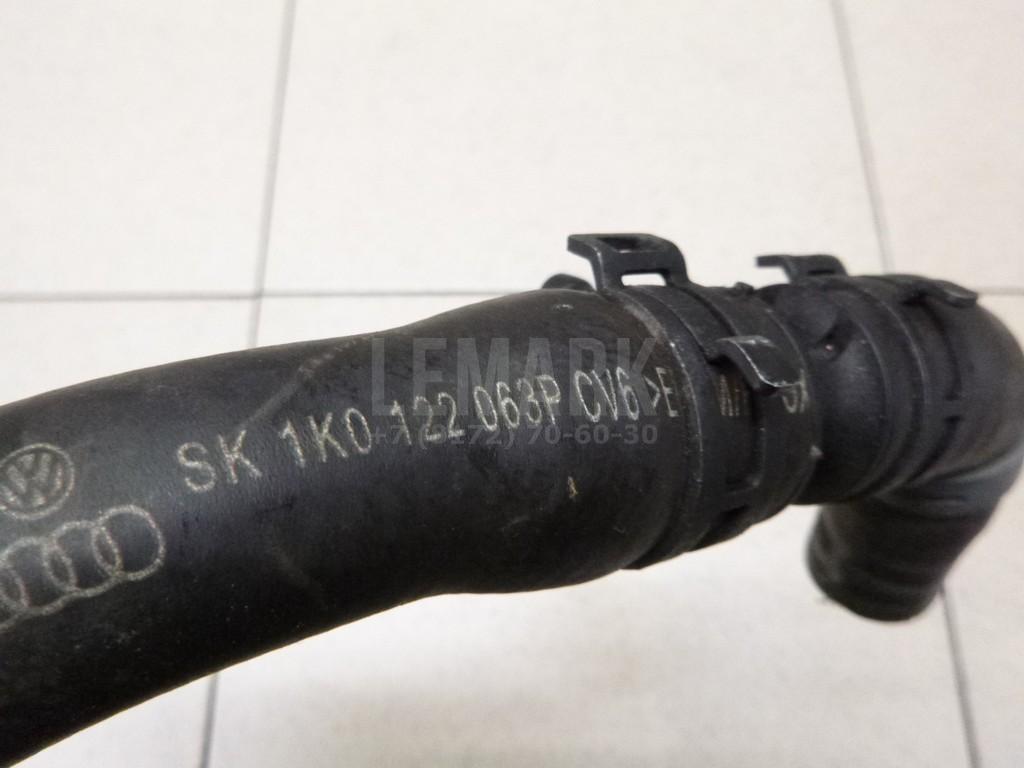 LEMARK
SK 1K0 122 063P CV6 >E
+7 (8172) 70-60-30